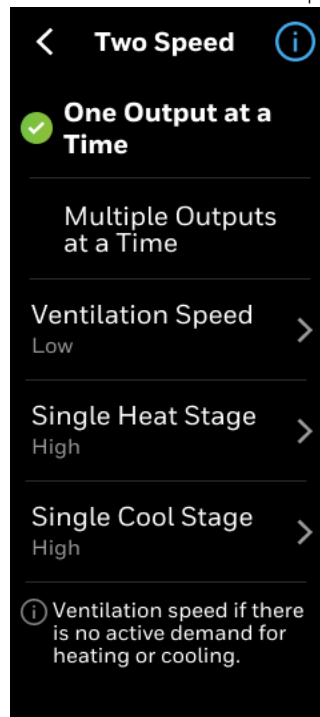 Two Speed
One Output at a
Time
Multiple Outputs
at a Time
Ventilation Speed
Low
Single Heat Stage
High
Single Cool Stage
High
Ventilation speed if there
is no active demand for
heating or cooling.